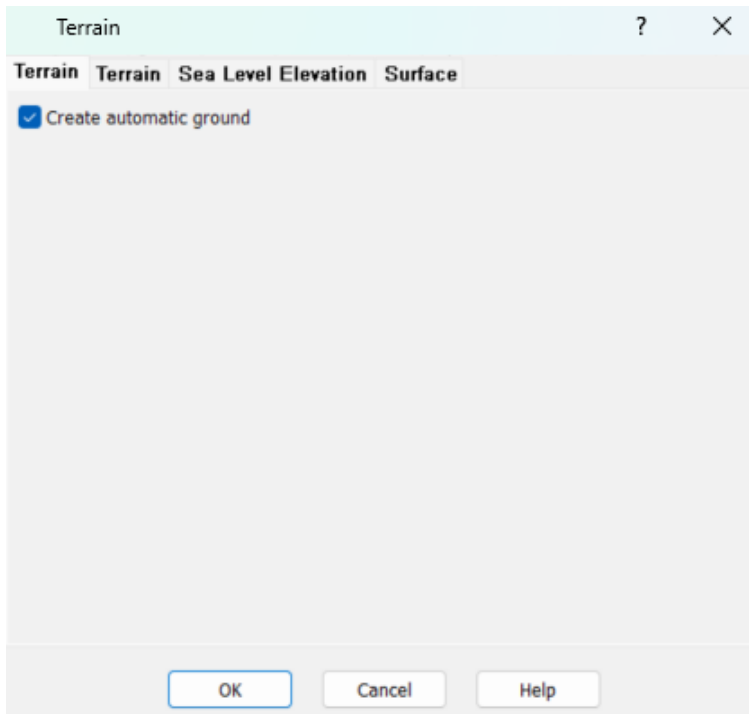 Terrain ?
Terrain Terrain Sea Level Elevation Surface
Create automatic ground
OK Cancel Help